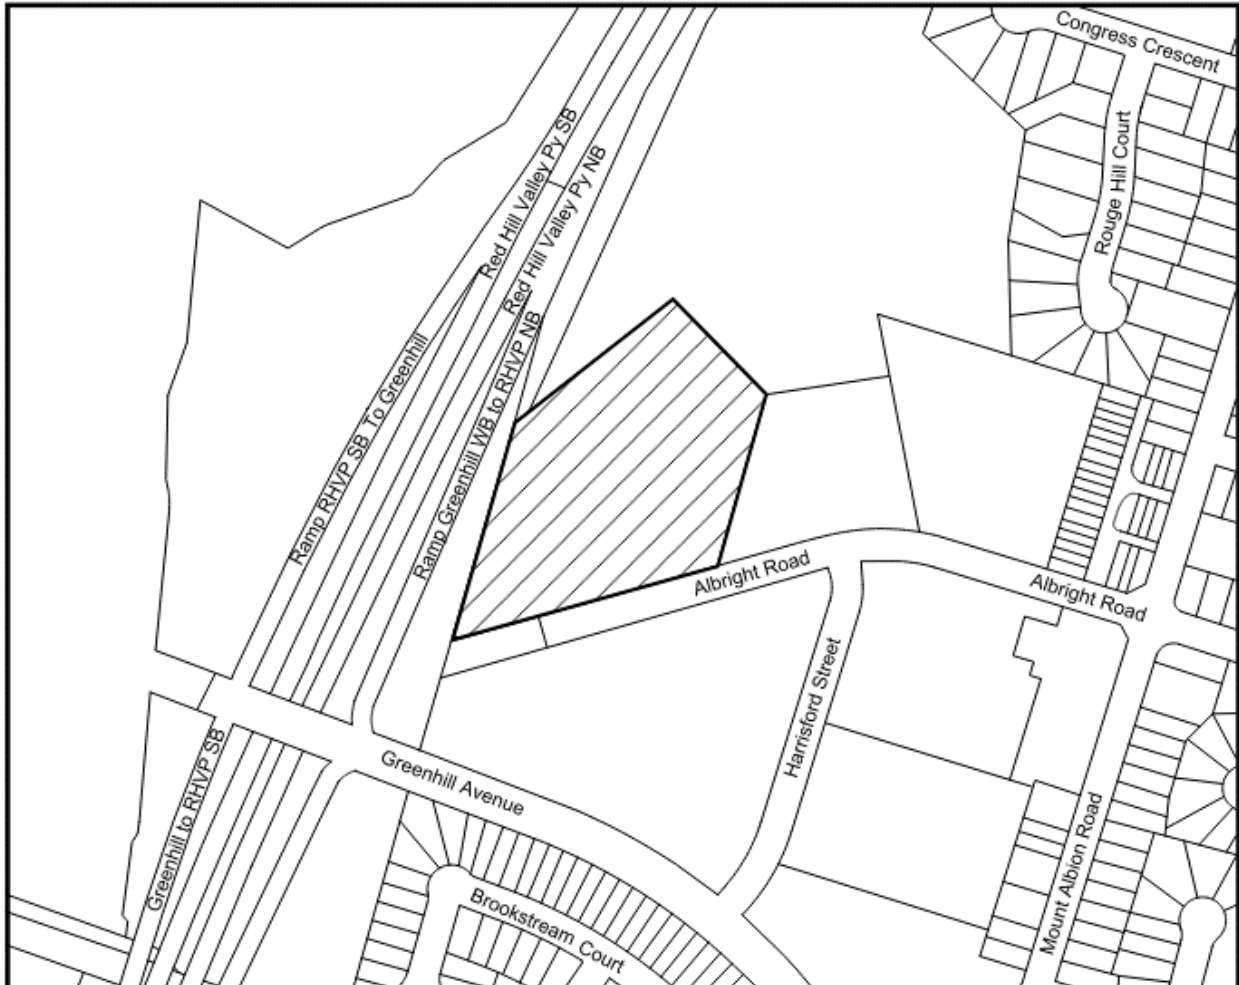 Congress Crescent
Rouge Hill Court
Red Hill Valley Py SB
Red Hill Valley Py NB
Ramp RHVP SB To Greenhill
Ramp Greenhill WB to RHVP NB
Albright Road
Albright Road
Harrisford Street
Greenhill Avenue
Greenhill to RHVP SB
Mount Albion Road
Brookstream Court